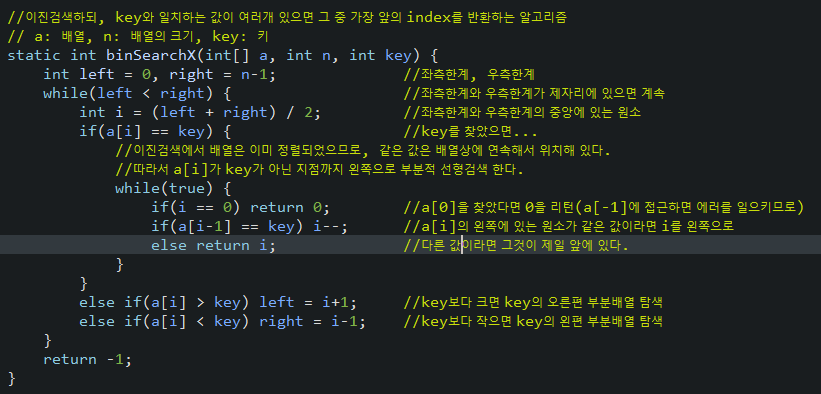 //이진검색하되, key와 일치하는 값이 여러개 있으면 그 중 가장 앞의 index를 반환하는 알고리즘
// a: 배열, n: 배열의 크기, key: 키
static int binSearchX(int[] a, int n, int key) {
    int left = 0, right = n-1;              //좌측한계, 우측한계
    while(left < right) {                   //좌측한계와 우측한계가 제자리에 있으면 계속
        int i = (left + right) / 2;         //좌측한계와 우측한계의 중앙에 있는 원소
        if(a[i] == key) {                   //key를 찾았으면...
            //이진검색에서 배열은 이미 정렬되었으므로, 같은 값은 배열상에 연속해서 위치해 있다.
            //따라서 a[i]가 key가 아닌 지점까지 왼쪽으로 부분적 선형검색 한다.
            while(true) {
                if(i == 0) return 0;        //a[0]을 찾았다면 0을 리턴(a[-1]에 접근하면 에러를 일으키므로)
                if(a[i-1] == key) i--;      //a[i]의 왼쪽에 있는 원소가 같은 값이라면 i를 왼쪽으로
                else return i;              //다른 값이라면 그것이 제일 앞에 있다.
            }
        }
        else if(a[i] > key) left = i+1;     //key보다 크면 key의 오른편 부분배열 탐색
        else if(a[i] < key) right = i-1;    //key보다 작으면 key의 왼편 부분배열 탐색
    }
    return -1;
}